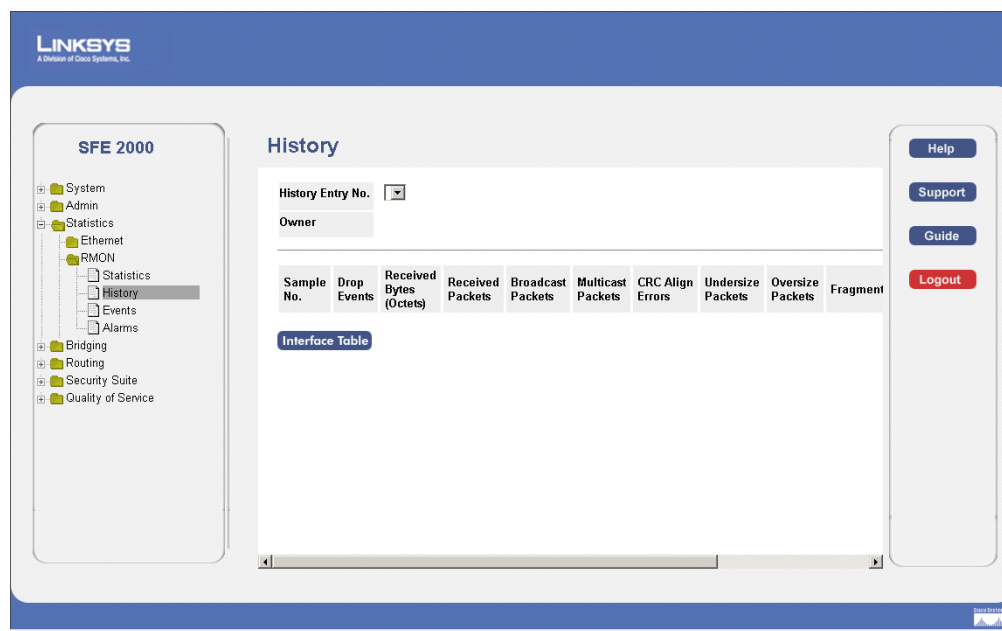 LINKSYS
A Division of Cisco Systems, Inc.
SFE 2000
System
Admin
Statistics
Ethernet
RMON
Statistics
History
Events
Alarms
Bridging
Routing
Security Suite
Quality of Service
History
History Entry No.
Owner
Sample No. Drop Events Received Bytes (Octets) Received Packets Broadcast Packets Multicast Packets CRC Align Errors Undersize Packets Oversize Packets Fragment
Interface Table
Help
Support
Guide
Logout
CISCO SYSTEM